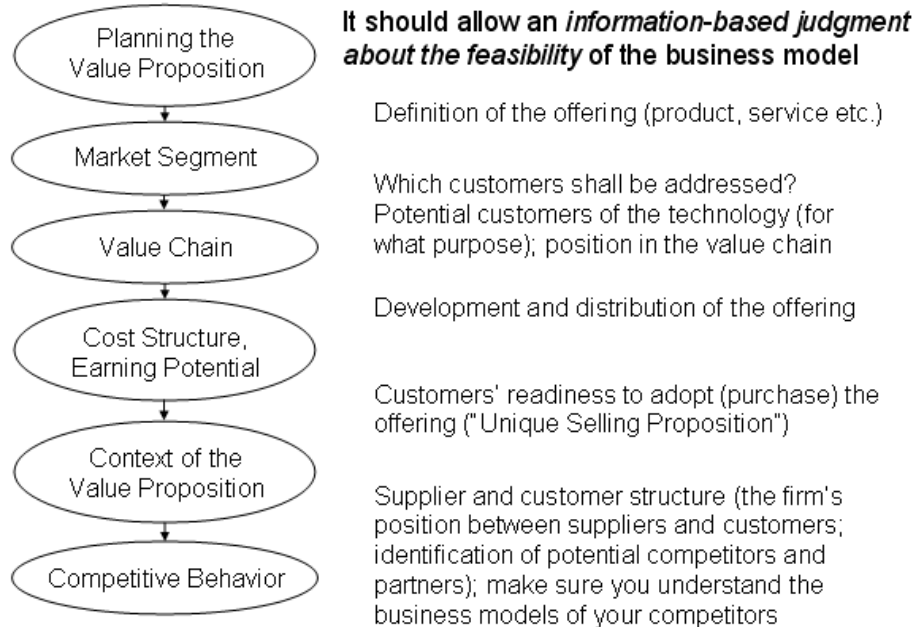 Planning the
Value Proposition
Market Segment
Value Chain
Cost Structure,
Earning Potential
Context of the
Value Proposition
Competitive Behavior
It should allow an information-based judgment
about the feasibility of the business model
Definition of the offering (product, service etc.)
Which customers shall be addressed?
Potential customers of the technology (for
what purpose); position in the value chain
Development and distribution of the offering
Customers' readiness to adopt (purchase) the
offering ("Unique Selling Proposition")
Supplier and customer structure (the firm's
position between suppliers and customers;
identification of potential competitors and
partners); make sure you understand the
business models of your competitors